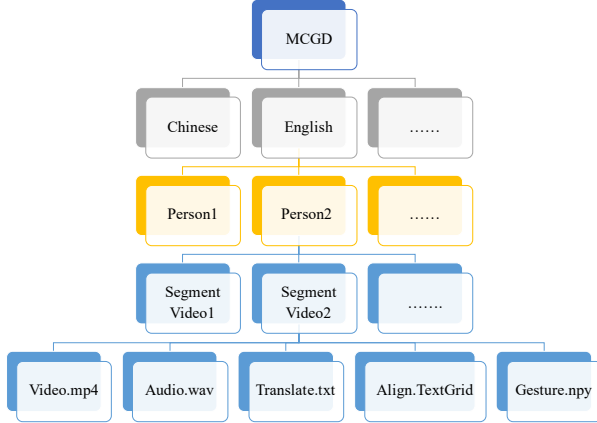 MCGD
Chinese
English
……
Person1
Person2
……
Segment
Video1
Segment
Video2
…….
Video.mp4
Audio.wav
Translate.txt
Align.TextGrid
Gesture.npy